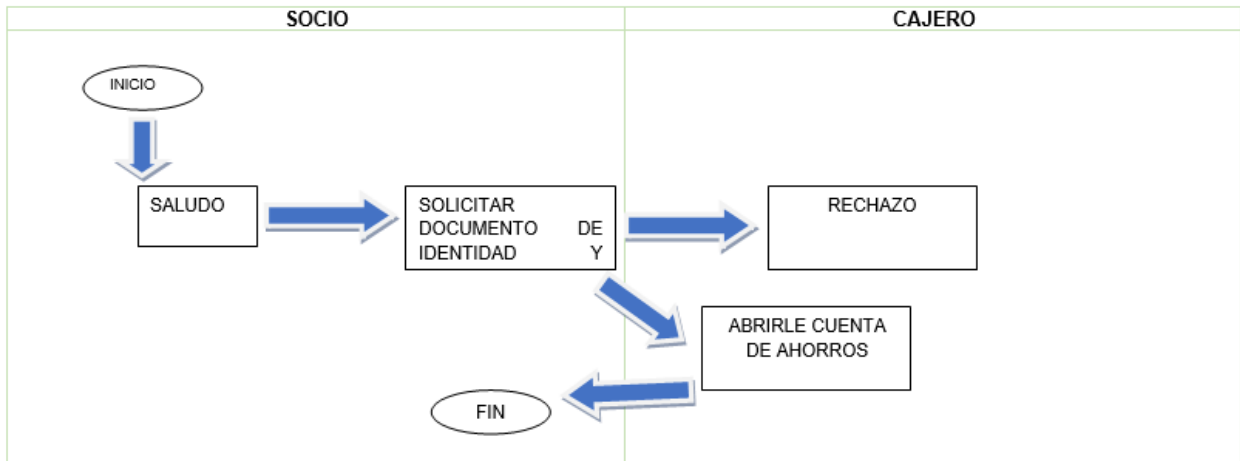 SOCIO
CAJERO
INICIO
SALUDO
SOLICITAR
DOCUMENTO DE
IDENTIDAD Y
RECHAZO
ABRIRLE CUENTA
DE AHORROS
FIN